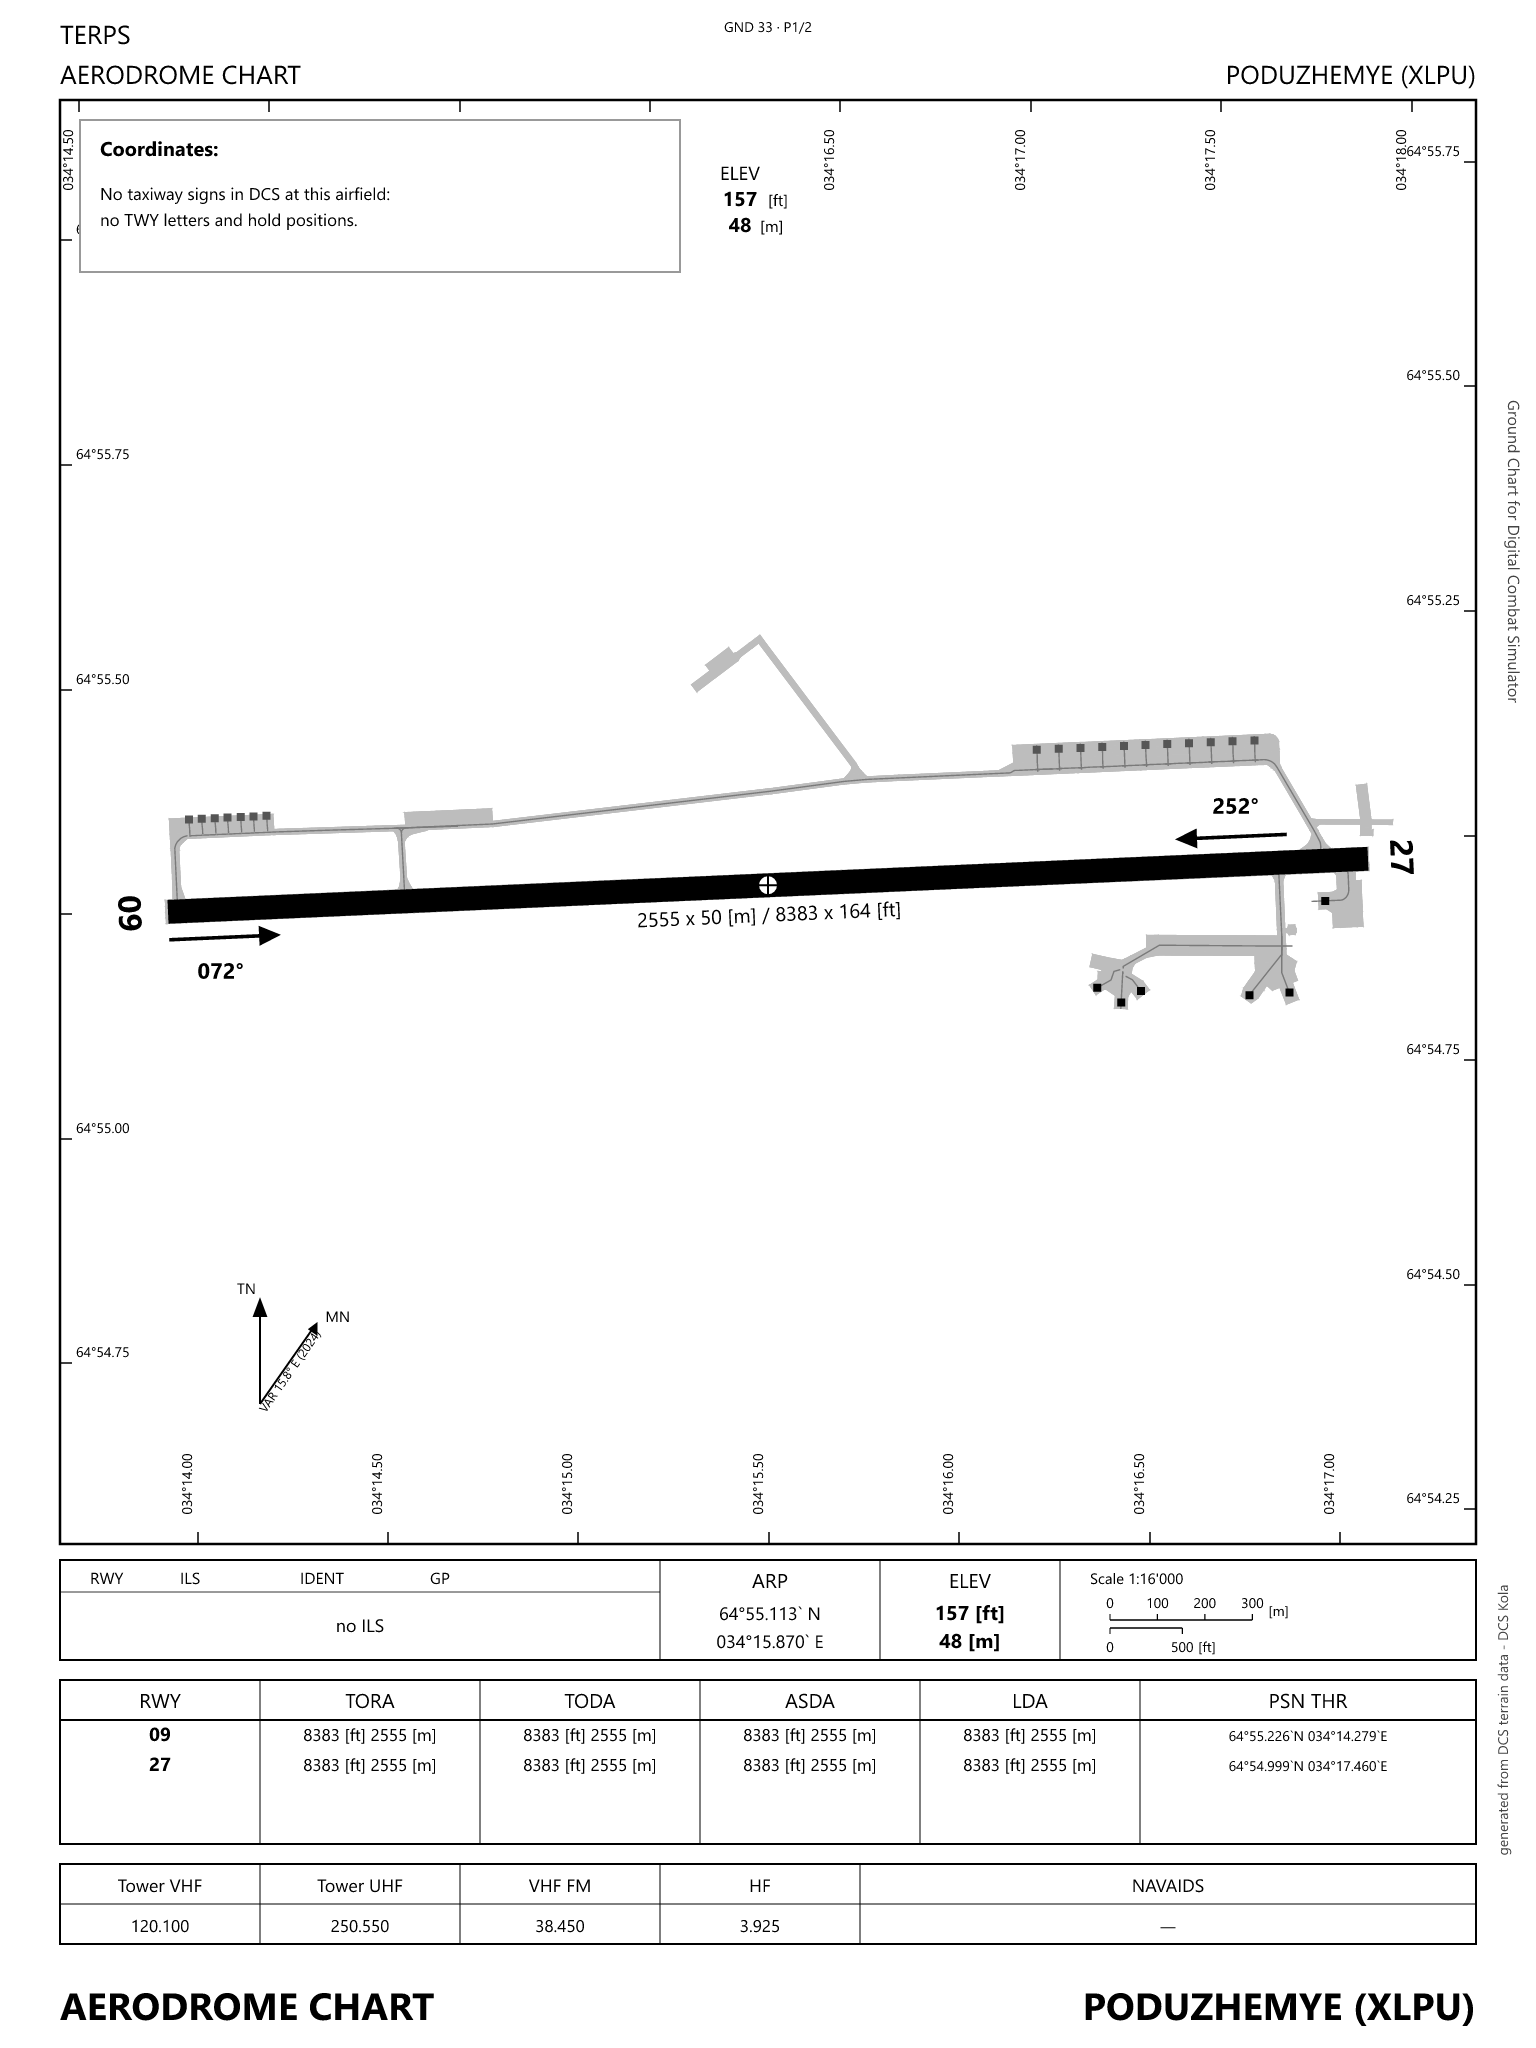 TERPS
GND 33 · P1/2
AERODROME CHART
PODUZHEMYE (XLPU)
034°14.50
034°16.50
034°17.00
034°17.50
034°18.00
64°55.75
Coordinates:
No taxiway signs in DCS at this airfield:
no TWY letters and hold positions.
ELEV
157 [ft]
48 [m]
64°55.50
64°55.75
64°55.25
64°55.50
252°
27
09
2555 x 50 [m] / 8383 x 164 [ft]
072°
64°54.75
64°55.00
64°54.50
TN
MN
VAR 15.8° E (2024)
64°54.75
64°54.25
034°14.00
034°14.50
034°15.00
034°15.50
034°16.00
034°16.50
034°17.00
Ground Chart for Digital Combat Simulator
RWY ILS IDENT GP
no ILS
ARP
64°55.113` N
034°15.870` E
ELEV
157 [ft]
48 [m]
Scale 1:16'000
0 100 200 300 [m]
0 500 [ft]
RWY TORA TODA ASDA LDA PSN THR
09 8383 [ft] 2555 [m] 8383 [ft] 2555 [m] 8383 [ft] 2555 [m] 8383 [ft] 2555 [m] 64°55.226`N 034°14.279`E
27 8383 [ft] 2555 [m] 8383 [ft] 2555 [m] 8383 [ft] 2555 [m] 8383 [ft] 2555 [m] 64°54.999`N 034°17.460`E
generated from DCS terrain data - DCS Kola
Tower VHF Tower UHF VHF FM HF NAVAIDS
120.100 250.550 38.450 3.925 —
AERODROME CHART
PODUZHEMYE (XLPU)